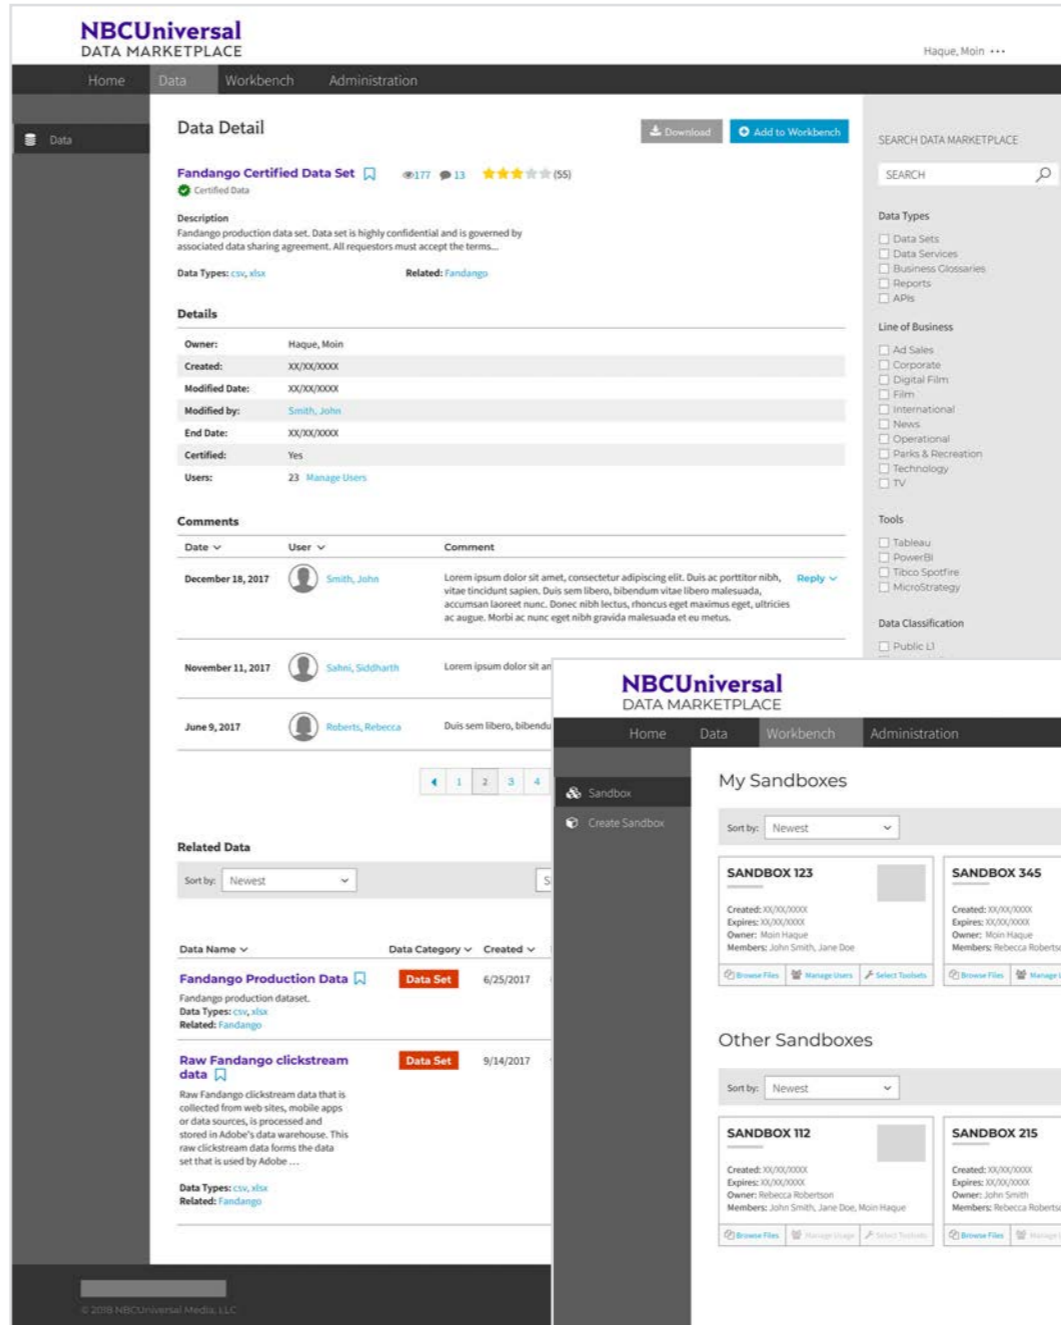 NBCUniversal
DATA MARKETPLACE
Haque, Moin •••
Home Data Workbench Administration
Data
Data Detail
Download Add to Workbench
Fandango Certified Data Set 177 13 (55)
Certified Data
Description
Fandango production data set. Data set is highly confidential and is governed by
associated data sharing agreement. All requestors must accept the terms...
Data Types: csv, xlsx Related: Fandango
Details
Owner: Haque, Moin
Created: XX/XX/XXXX
Modified Date: XX/XX/XXXX
Modified by: Smith, John
End Date: XX/XX/XXXX
Certified: Yes
Users: 23 Manage Users
Comments
Date User Comment
December 18, 2017 Smith, John Lorem ipsum dolor sit amet, consectetur adipiscing elit. Duis ac porttitor nibh, Reply
vitae tincidunt sapien. Duis sem libero, bibendum vitae libero malesuada,
accumsan laoreet nunc. Donec nibh lectus, rhoncus eget maximus eget, ultricies
ac augue. Morbi ac nunc eget nibh gravida malesuada et eu metus.
November 11, 2017 Sahni, Siddharth Lorem ipsum dolor sit am
June 9, 2017 Roberts, Rebecca Duis sem libero, bibendu
1 2 3 4
Related Data
Sort by: Newest S
Data Name Data Category Created
Fandango Production Data Data Set 6/25/2017
Fandango production dataset.
Data Types: csv, xlsx
Related: Fandango
Raw Fandango clickstream Data Set 9/14/2017
data
Raw Fandango clickstream data that is
collected from web sites, mobile apps
or data sources, is processed and
stored in Adobe's data warehouse. This
raw clickstream data forms the data
set that is used by Adobe ...
Data Types: csv, xlsx
Related: Fandango
© 2018 NBCUniversal Media, LLC
SEARCH DATA MARKETPLACE
SEARCH
Data Types
Data Sets
Data Services
Business Glossaries
Reports
APIs
Line of Business
Ad Sales
Corporate
Digital Film
Film
International
News
Operational
Parks & Recreation
Technology
TV
Tools
Tableau
PowerBI
Tibco Spotfire
MicroStrategy
Data Classification
Public L1
NBCUniversal
DATA MARKETPLACE
Home Data Workbench Administration
Sandbox
Create Sandbox
My Sandboxes
Sort by: Newest
SANDBOX 123
Created: XX/XX/XXXX
Expires: XX/XX/XXXX
Owner: Moin Haque
Members: John Smith, Jane Doe
Browse Files Manage Users Select Toolsets
SANDBOX 345
Created: XX/XX/XXXX
Expires: XX/XX/XXXX
Owner: Moin Haque
Members: Rebecca Robertso
Browse Files Manage U
Other Sandboxes
Sort by: Newest
SANDBOX 112
Created: XX/XX/XXXX
Expires: XX/XX/XXXX
Owner: Rebecca Robertson
Members: John Smith, Jane Doe, Moin Haque
Browse Files Manage Usage Select Toolsets
SANDBOX 215
Created: XX/XX/XXXX
Expires: XX/XX/XXXX
Owner: John Smith
Members: Rebecca Robertso
Browse Files Manage U